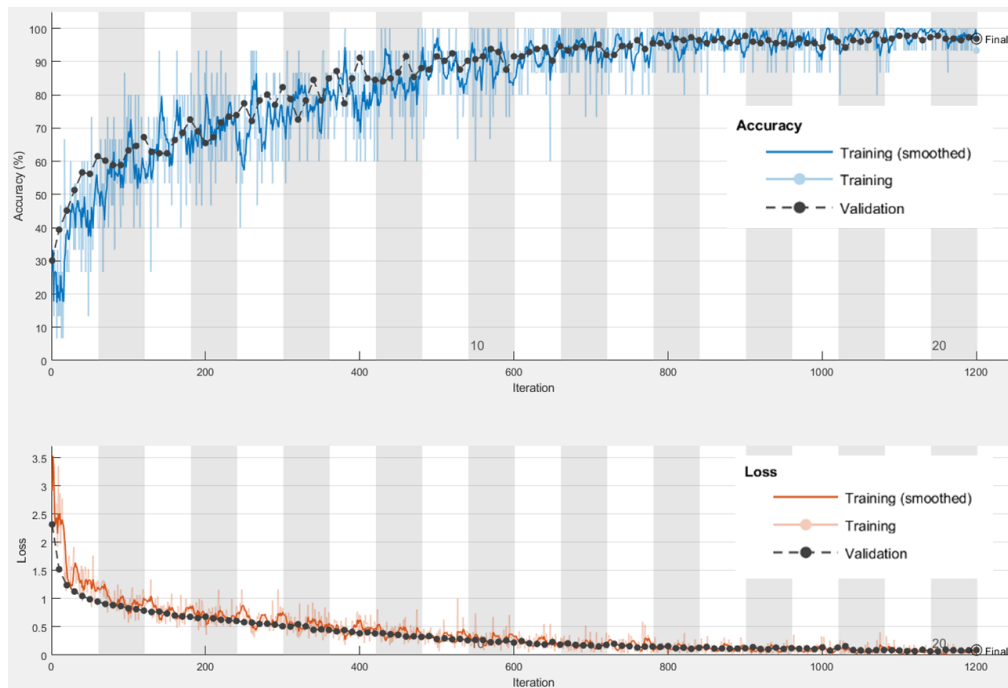 100
90
80
70
60
50
40
30
20
10
0
Accuracy (%)
Accuracy
Training (smoothed)
Training
Validation
Final
10
20
0
200
400
600
800
1000
1200
Iteration
3.5
3
2.5
2
1.5
1
0.5
0
Loss
Loss
Training (smoothed)
Training
Validation
Final
10
20
0
200
400
600
800
1000
1200
Iteration